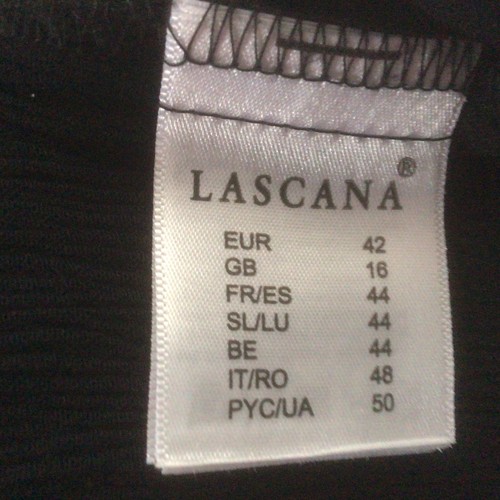 LASCANA®
EUR 42
GB 16
FR/ES 44
SL/LU 44
BE 44
IT/RO 48
PYC/UA 50